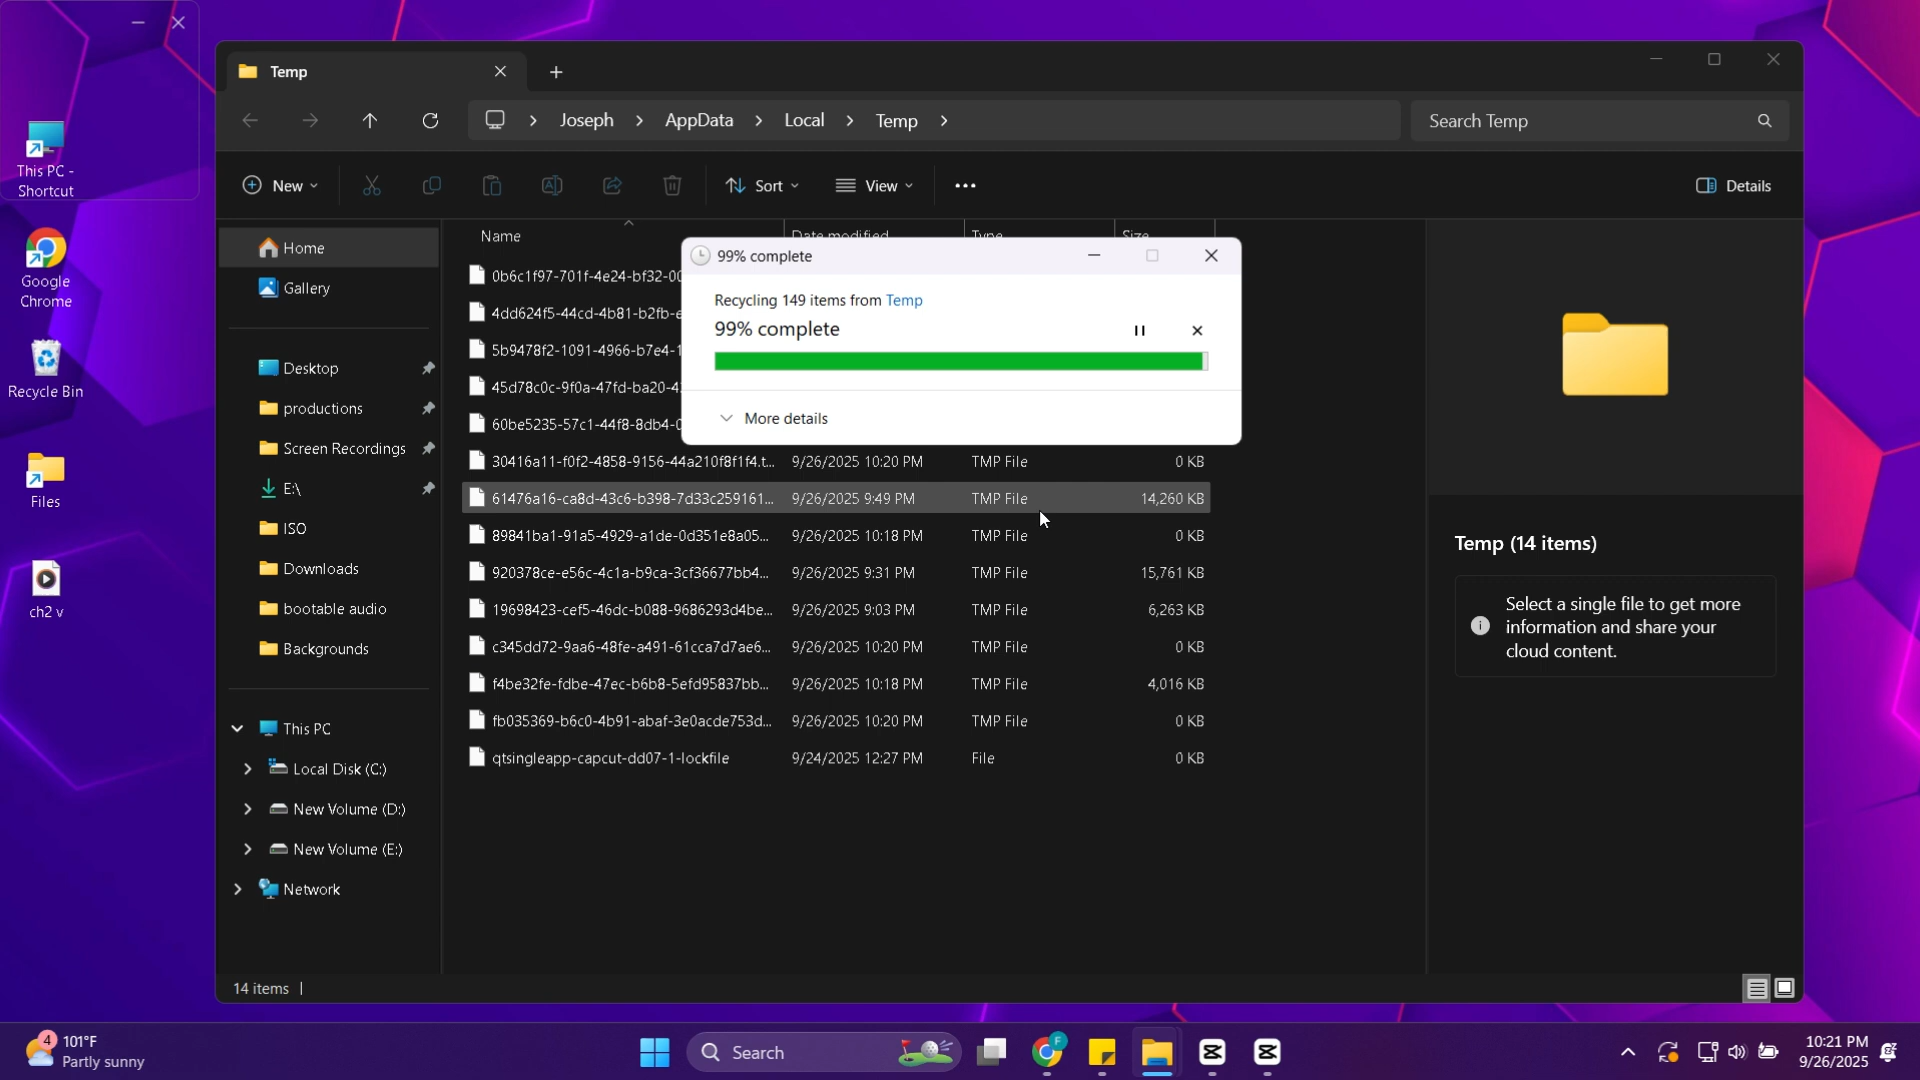 Temp
Joseph
AppData
Local
Temp
Search Temp
New
Sort
View
Details
This PC -
Shortcut
Google
Chrome
Recycle Bin
Files
ch2 v
Home
Gallery
Desktop
productions
Screen Recordings
E:\
ISO
Downloads
bootable audio
Backgrounds
This PC
Local Disk (C:)
New Volume (D:)
New Volume (E:)
Network
Name
Date modified
Type
Size
99% complete
Recycling 149 items from Temp
99% complete
More details
0b6c1f97-701f-4e24-bf32-
4dd624f5-44cd-4b81-b2fb-
5b9478f2-1091-4966-b7e4-
45d78c0c-9f0a-47fd-ba20-
60be5235-57c1-44f8-8db4-
30416a11-f0f2-4858-9156-44a210f8f1f4.t... 9/26/2025 10:20 PM TMP File 0 KB
61476a16-ca8d-43c6-b398-7d33c259161... 9/26/2025 9:49 PM TMP File 14,260 KB
89841ba1-91a5-4929-a1de-0d351e8a05... 9/26/2025 10:18 PM TMP File 0 KB
920378ce-e56c-4c1a-b9ca-3cf36677bb4... 9/26/2025 9:31 PM TMP File 15,761 KB
19698423-cef5-46dc-b088-9686293d4be... 9/26/2025 9:03 PM TMP File 6,263 KB
c345dd72-9aa6-48fe-a491-61cca7d7ae6... 9/26/2025 10:20 PM TMP File 0 KB
f4be32fe-fdbe-47ec-b6b8-5efd95837bb... 9/26/2025 10:18 PM TMP File 4,016 KB
fb035369-b6c0-4b91-abaf-3e0acde753d... 9/26/2025 10:20 PM TMP File 0 KB
qtsingleapp-capcut-dd07-1-lockfile 9/24/2025 12:27 PM File 0 KB
Temp (14 items)
Select a single file to get more
information and share your
cloud content.
14 items
4
101°F
Partly sunny
Search
F
10:21 PM
9/26/2025